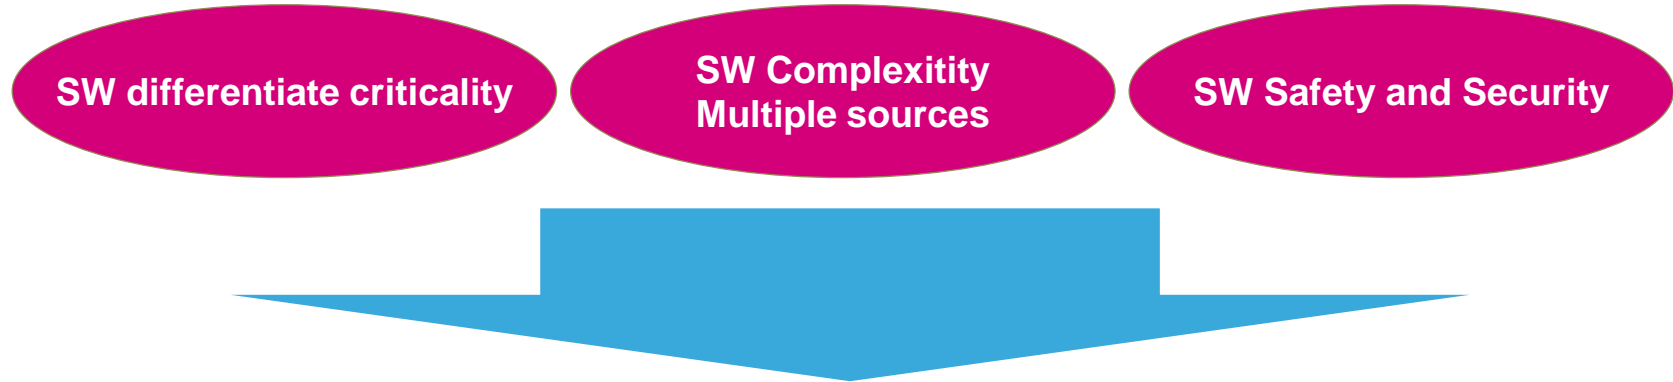 SW differentiate criticality
SW Complexitity
Multiple sources
SW Safety and Security